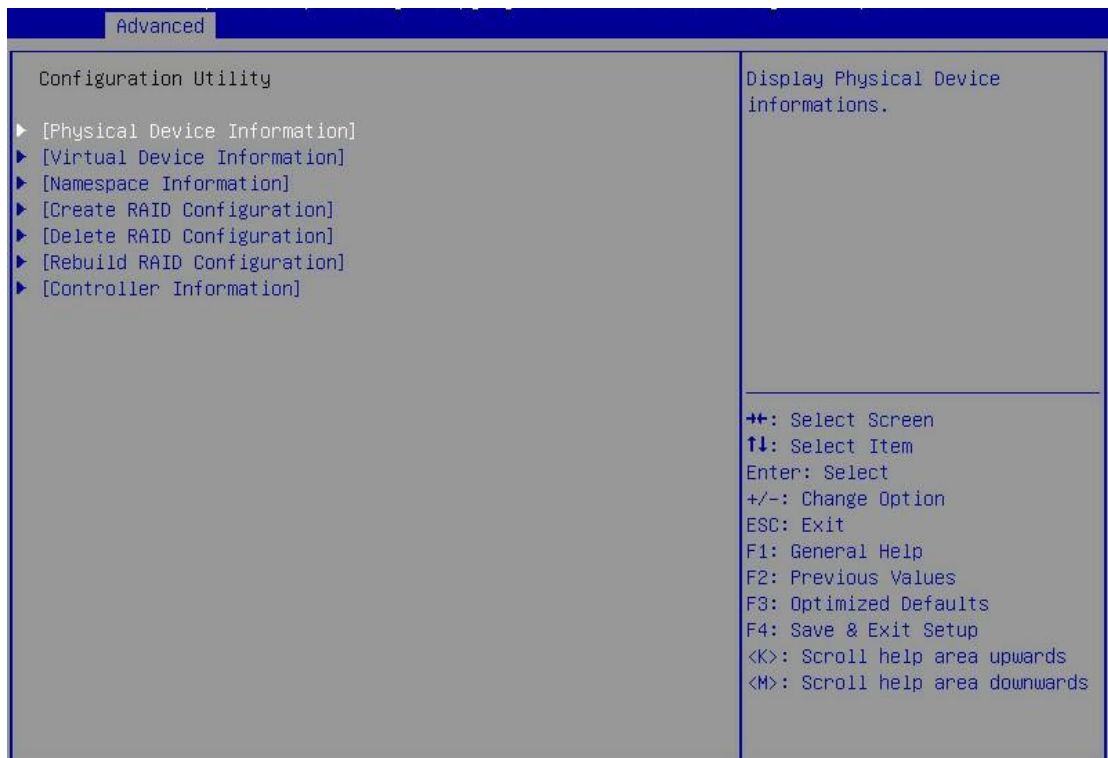 Advanced
Configuration Utility
[Physical Device Information]
[Virtual Device Information]
[Namespace Information]
[Create RAID Configuration]
[Delete RAID Configuration]
[Rebuild RAID Configuration]
[Controller Information]
Display Physical Device
informations.
→←: Select Screen
↑↓: Select Item
Enter: Select
+/-: Change Option
ESC: Exit
F1: General Help
F2: Previous Values
F3: Optimized Defaults
F4: Save & Exit Setup
<K>: Scroll help area upwards
<M>: Scroll help area downwards